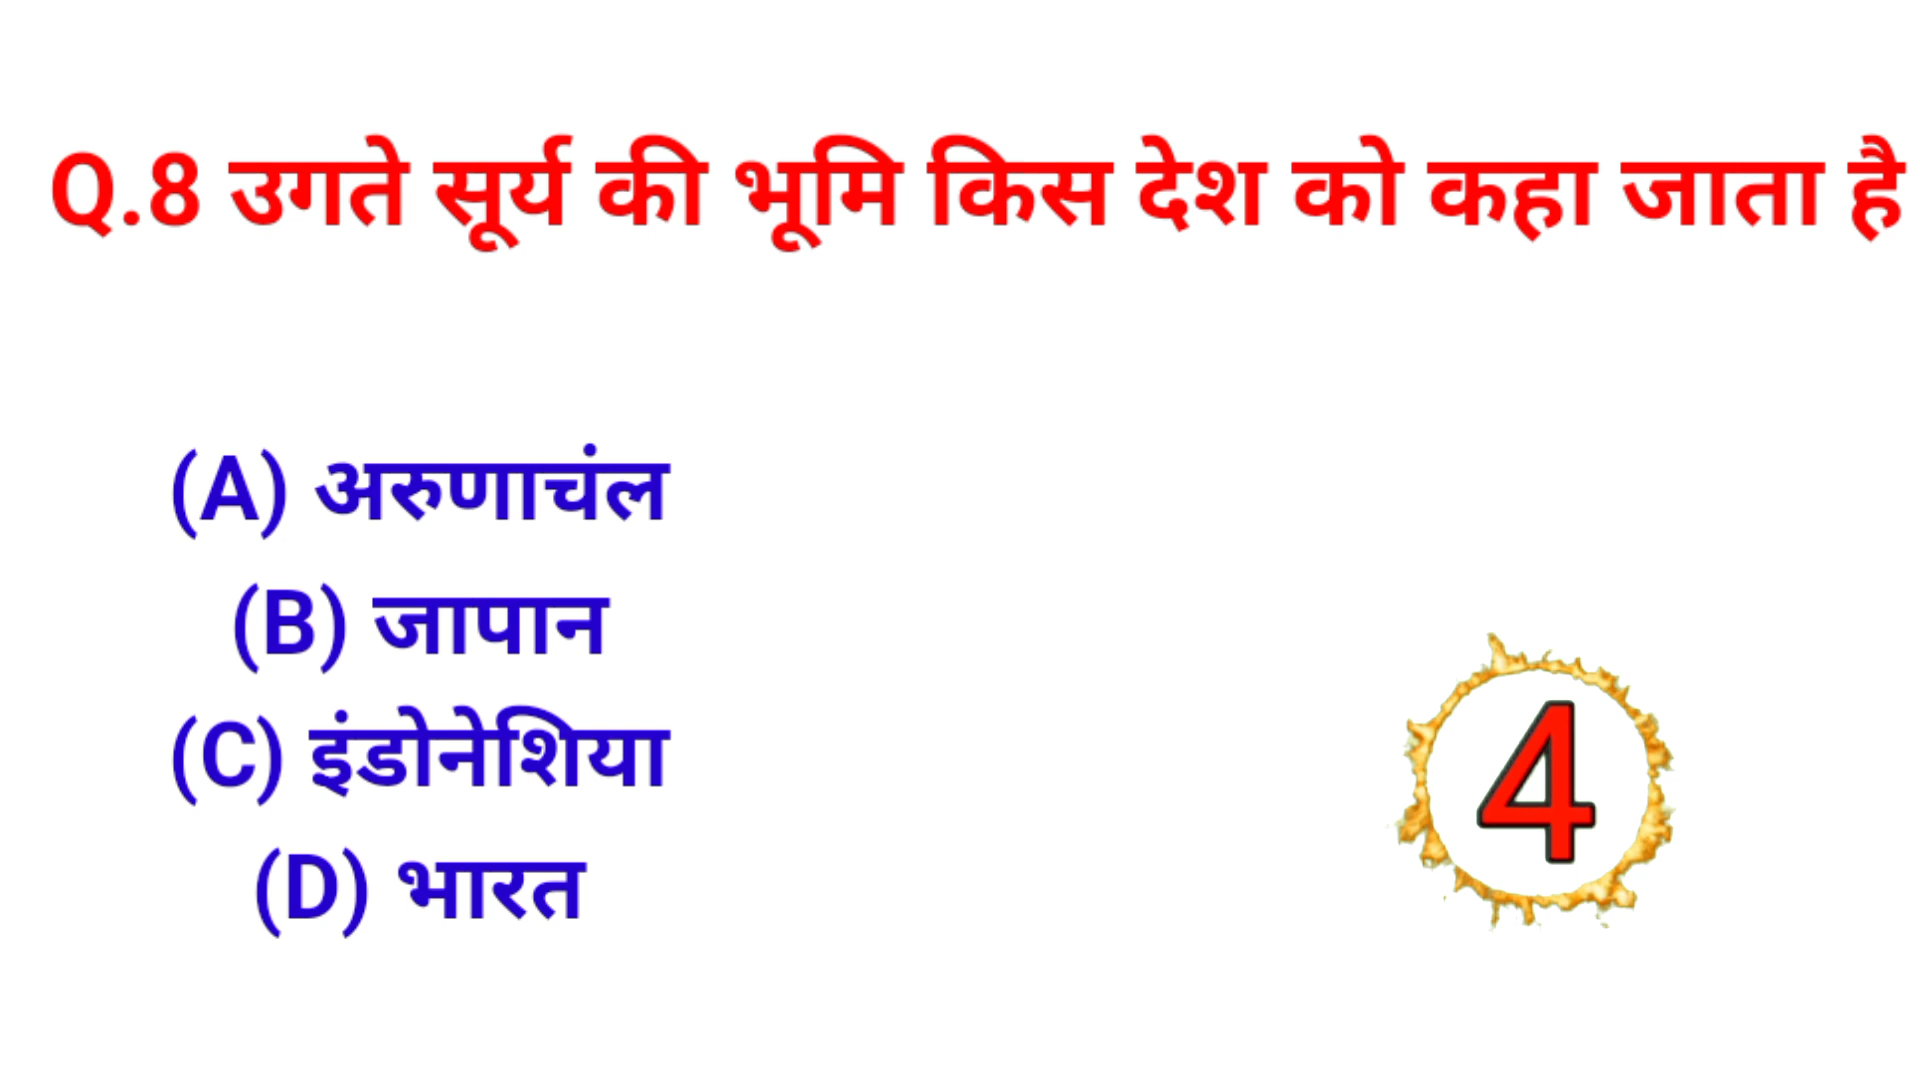 Q.8 उगते सूर्य की भूमि किस देश को कहा जाता है
(A) अरुणाचंल
(B) जापान
(C) इंडोनेशिया
(D) भारत
4